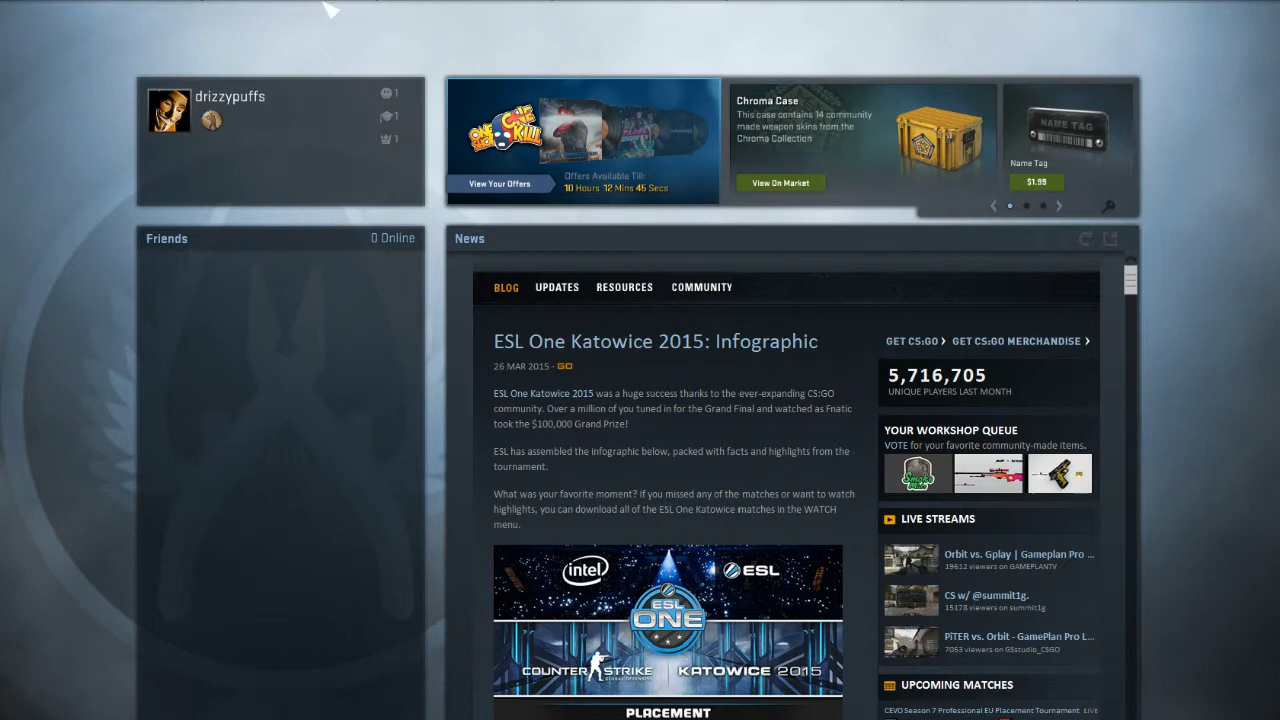 drizzypuffs
1
1
1
Friends
0 Online
ONE SHOT ONE KILL
View Your Offers
Offers Available Till:
10 Hours 12 Mins 45 Secs
Chroma Case
This case contains 14 community
made weapon skins from the
Chroma Collection
View On Market
NAME TAG
Name Tag
$1.99
News
BLOG UPDATES RESOURCES COMMUNITY
ESL One Katowice 2015: Infographic
26 MAR 2015 - GO
ESL One Katowice 2015 was a huge success thanks to the ever-expanding CS:GO
community. Over a million of you tuned in for the Grand Final and watched as Fnatic
took the $100,000 Grand Prize!
ESL has assembled the infographic below, packed with facts and highlights from the
tournament.
What was your favorite moment? If you missed any of the matches or want to watch
highlights, you can download all of the ESL One Katowice matches in the WATCH
menu.
intel
ESL
ESL
ONE
COUNTER STRIKE
KATOWICE 2015
PLACEMENT
GET CS:GO
GET CS:GO MERCHANDISE
5,716,705
UNIQUE PLAYERS LAST MONTH
YOUR WORKSHOP QUEUE
VOTE for your favorite community-made items.
LIVE STREAMS
Orbit vs. Gplay | Gameplan Pro ...
19612 viewers on GAMEPLANTV
CS w/ @summit1g.
15178 viewers on summit1g
PiTER vs. Orbit - GamePlan Pro L...
7053 viewers on GSstudio_CSGO
UPCOMING MATCHES
CEVO Season 7 Professional EU Placement Tournament LIVE